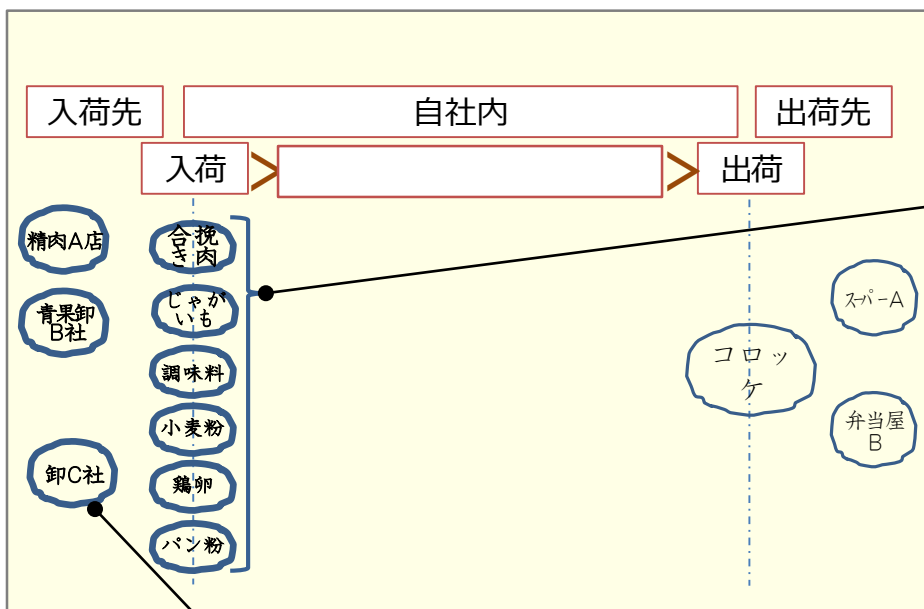 入荷先
自社内
出荷先
入荷
出荷
精肉A店
合挽
き肉
青果卸
B社
じゃが
いも
スーパーA
調味料
コロッ
ケ
小麦粉
弁当屋
B
卸C社
鶏卵
パン粉